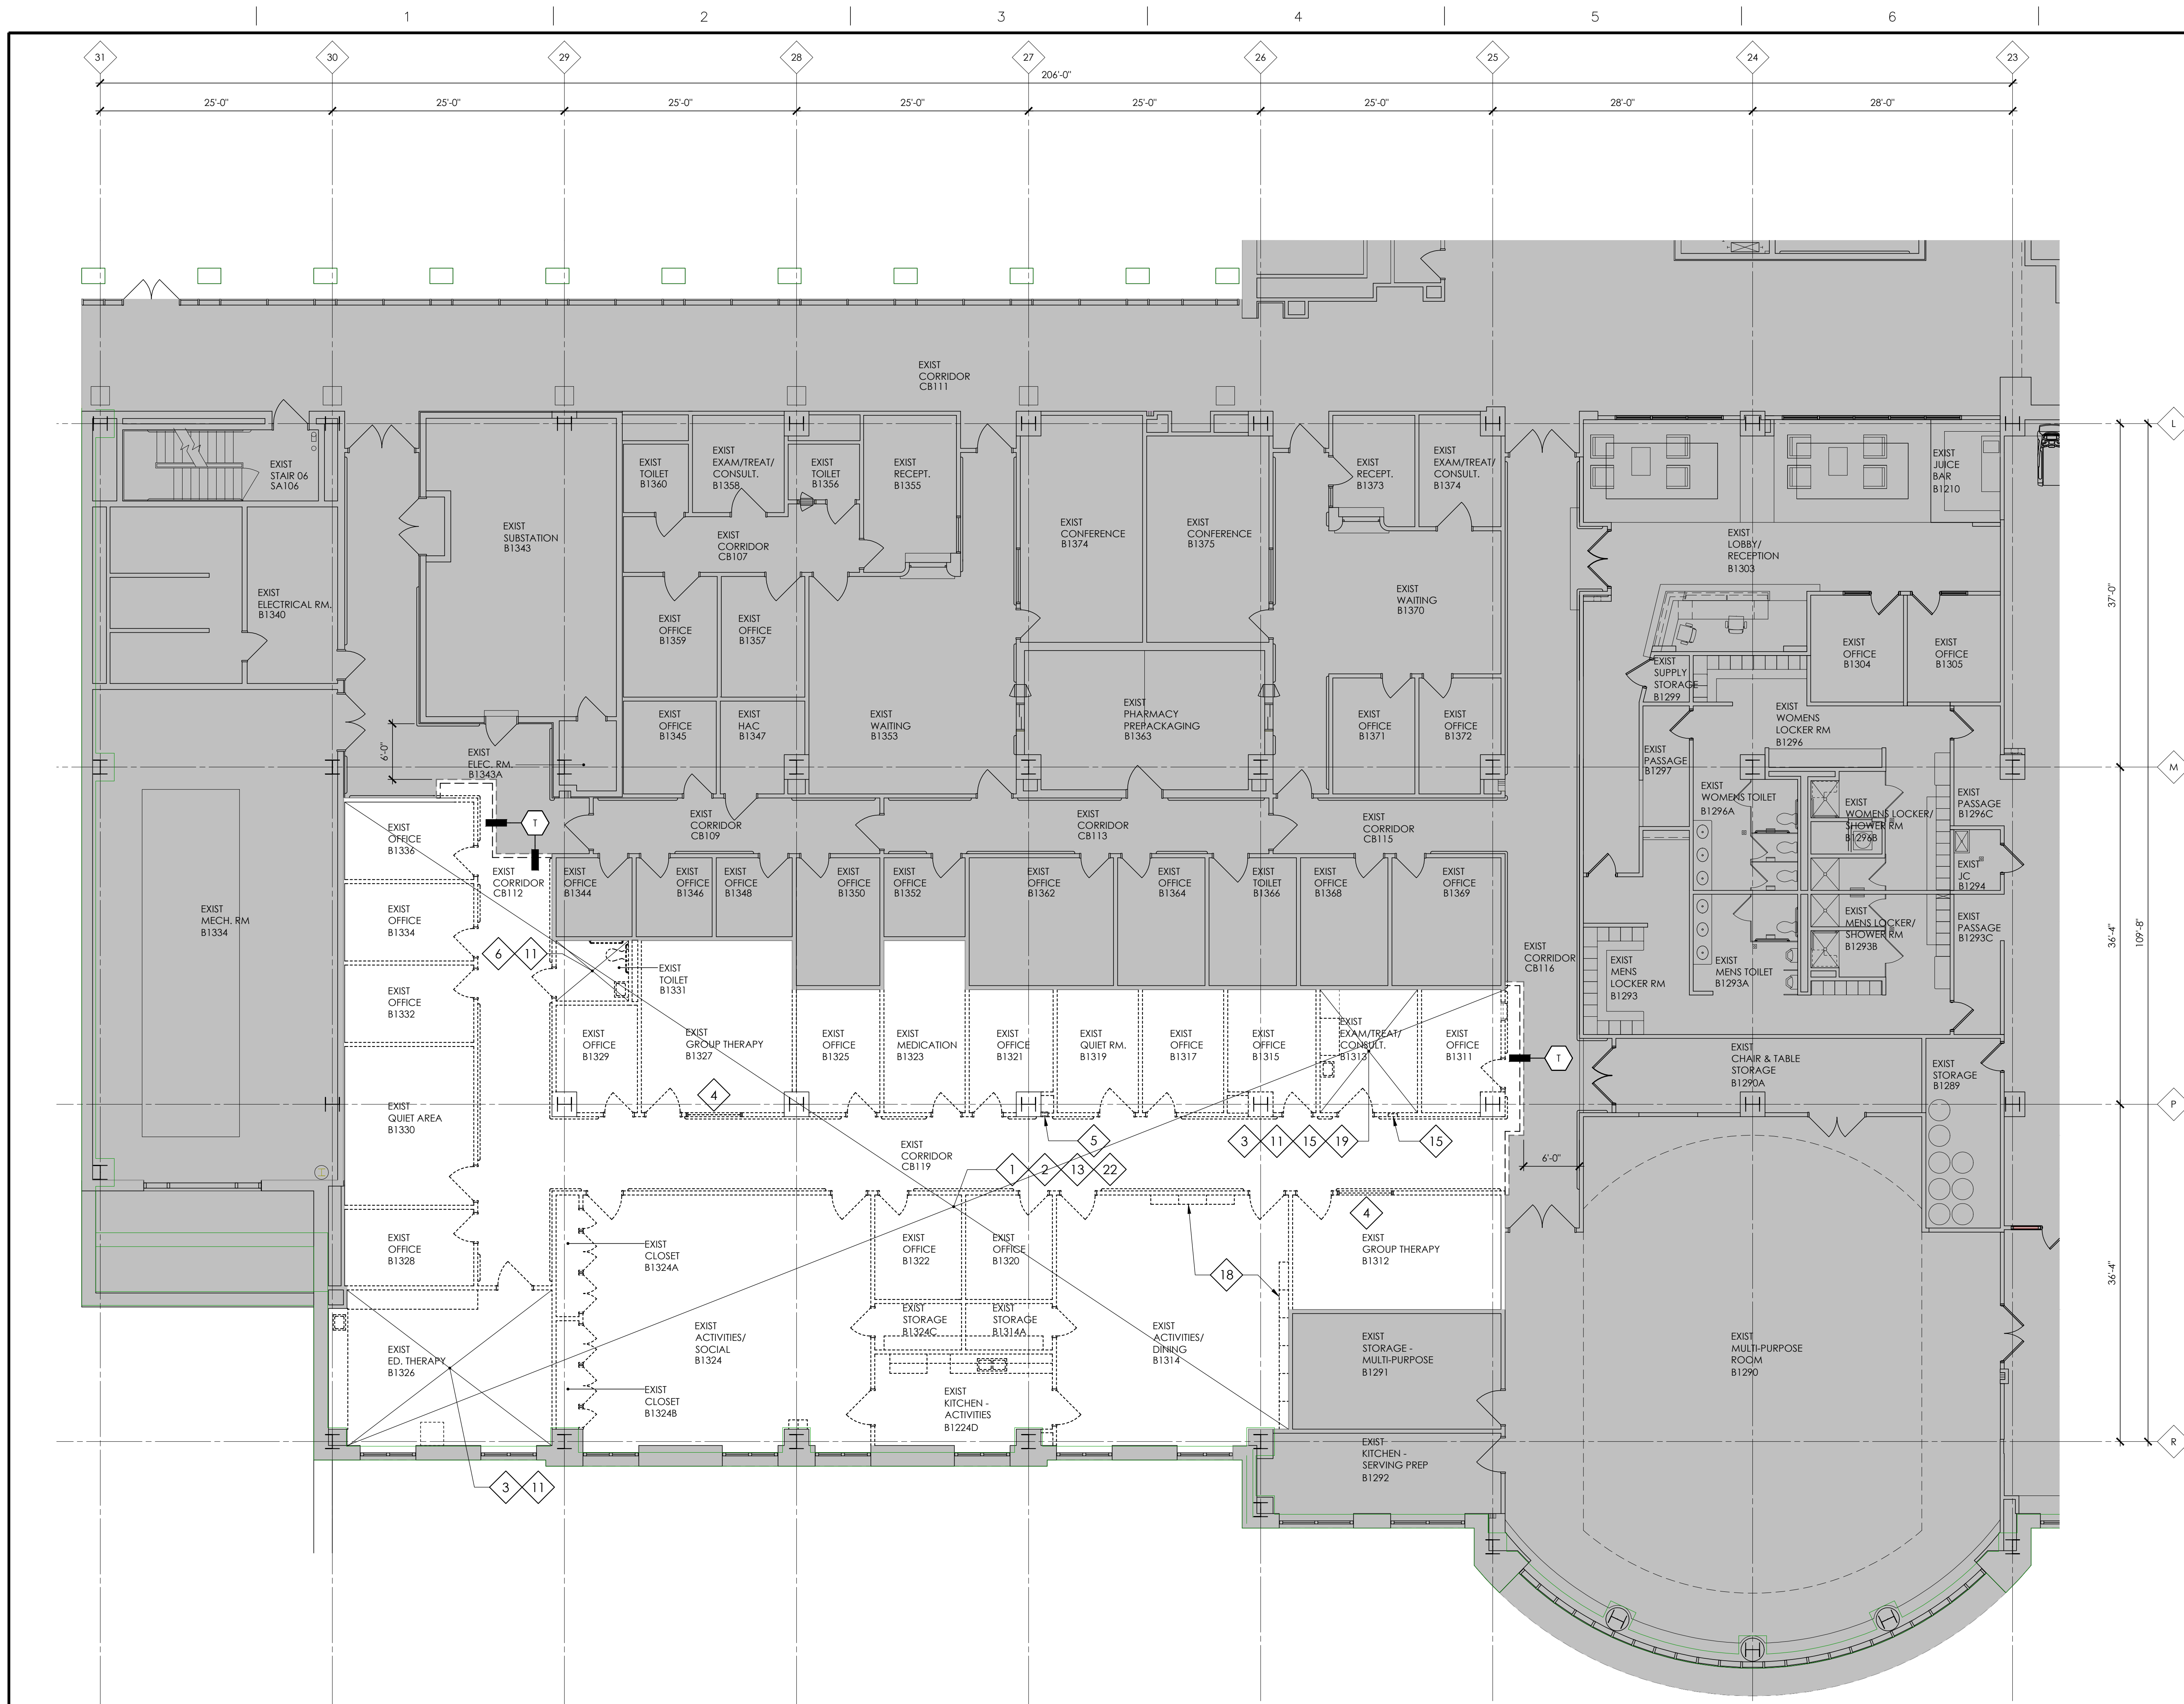 1 2 3 4 5 6
31 30 29 28 27 26 25 24 23
206'-0"
25'-0" 25'-0" 25'-0" 25'-0" 25'-0" 25'-0" 28'-0" 28'-0"
EXIST
CORRIDOR
CB111
L
EXIST
STAIR 06
SA106
EXIST
TOILET
B1360
EXIST
EXAM/TREAT/
CONSULT.
B1358
EXIST
TOILET
B1356
EXIST
RECEPT.
B1355
EXIST
RECEPT.
B1373
EXIST
EXAM/TREAT/
CONSULT.
B1374
EXIST
JUICE
BAR
B1210
EXIST
SUBSTATION
B1343
EXIST
CORRIDOR
CB107
EXIST
CONFERENCE
B1374
EXIST
CONFERENCE
B1375
EXIST
LOBBY/
RECEPTION
B1303
EXIST
ELECTRICAL RM.
B1340
EXIST
OFFICE
B1359
EXIST
OFFICE
B1357
EXIST
WAITING
B1370
37'-0"
EXIST
OFFICE
B1304
EXIST
OFFICE
B1305
EXIST
SUPPLY
STORAGE
B1299
EXIST
OFFICE
B1345
EXIST
HAC
B1347
EXIST
WAITING
B1353
EXIST
PHARMACY
PREPACKAGING
B1363
EXIST
OFFICE
B1371
EXIST
OFFICE
B1372
EXIST
WOMENS
LOCKER RM
B1296
6'-0"
EXIST
ELEC. RM.
B1343A
EXIST
PASSAGE
B1297
M
EXIST
WOMENS TOILET
B1296A
EXIST
WOMENS LOCKER/
SHOWER RM
B1296B
EXIST
PASSAGE
B1296C
EXIST
OFFICE
B1336
T
EXIST
CORRIDOR
CB109
EXIST
CORRIDOR
CB113
EXIST
CORRIDOR
CB115
EXIST
CORRIDOR
CB112
EXIST
OFFICE
B1344
EXIST
OFFICE
B1346
EXIST
OFFICE
B1348
EXIST
OFFICE
B1350
EXIST
OFFICE
B1352
EXIST
OFFICE
B1362
EXIST
OFFICE
B1364
EXIST
TOILET
B1366
EXIST
OFFICE
B1368
EXIST
OFFICE
B1369
EXIST
JC
B1294
EXIST
MECH. RM
B1334
EXIST
OFFICE
B1334
6 11
EXIST
TOILET
B1331
EXIST
CORRIDOR
CB116
EXIST
MENS
LOCKER RM
B1293
EXIST
MENS TOILET
B1293A
EXIST
MENS LOCKER/
SHOWER RM
B1293B
EXIST
PASSAGE
B1293C
36'-4"
109'-8"
EXIST
OFFICE
B1332
EXIST
OFFICE
B1329
EXIST
GROUP THERAPY
B1327
EXIST
OFFICE
B1325
EXIST
MEDICATION
B1323
EXIST
OFFICE
B1321
EXIST
QUIET RM.
B1319
EXIST
OFFICE
B1317
EXIST
OFFICE
B1315
EXIST
EXAM/TREAT/
CONSULT.
B1313
EXIST
OFFICE
B1311
T
EXIST
CHAIR & TABLE
STORAGE
B1290A
EXIST
STORAGE
B1289
4
P
EXIST
QUIET AREA
B1330
EXIST
CORRIDOR
CB119
5
3 11 15 19
15
1 2 13 22
6'-0"
EXIST
OFFICE
B1328
EXIST
CLOSET
B1324A
EXIST
OFFICE
B1322
EXIST
OFFICE
B1320
18
4
EXIST
GROUP THERAPY
B1312
36'-4"
EXIST
ED. THERAPY
B1326
EXIST
ACTIVITIES/
SOCIAL
B1324
EXIST
STORAGE
B1324C
EXIST
STORAGE
B1314A
EXIST
ACTIVITIES/
DINING
B1314
EXIST
STORAGE -
MULTI-PURPOSE
B1291
EXIST
MULTI-PURPOSE
ROOM
B1290
EXIST
CLOSET
B1324B
EXIST
KITCHEN -
ACTIVITIES
B1224D
EXIST
KITCHEN -
SERVING PREP
B1292
R
3 11